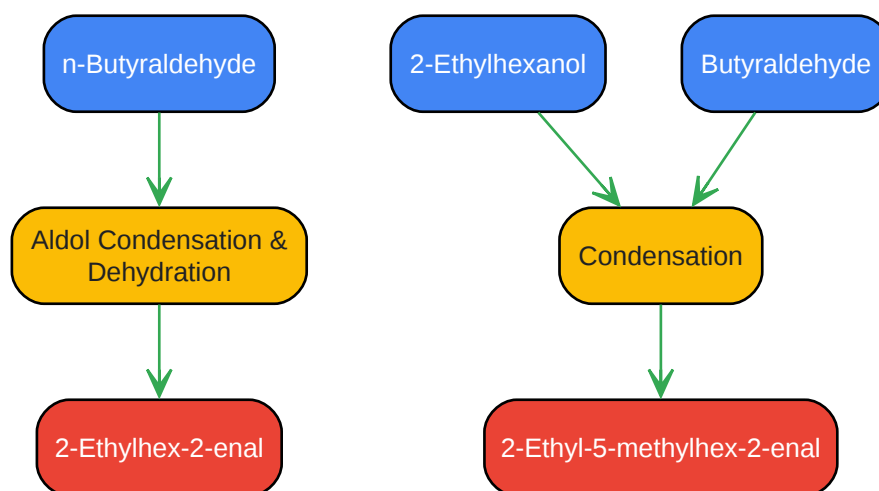 n-Butyraldehyde
2-Ethylhexanol
Butyraldehyde
Aldol Condensation &
Dehydration
Condensation
2-Ethylhex-2-enal
2-Ethyl-5-methylhex-2-enal